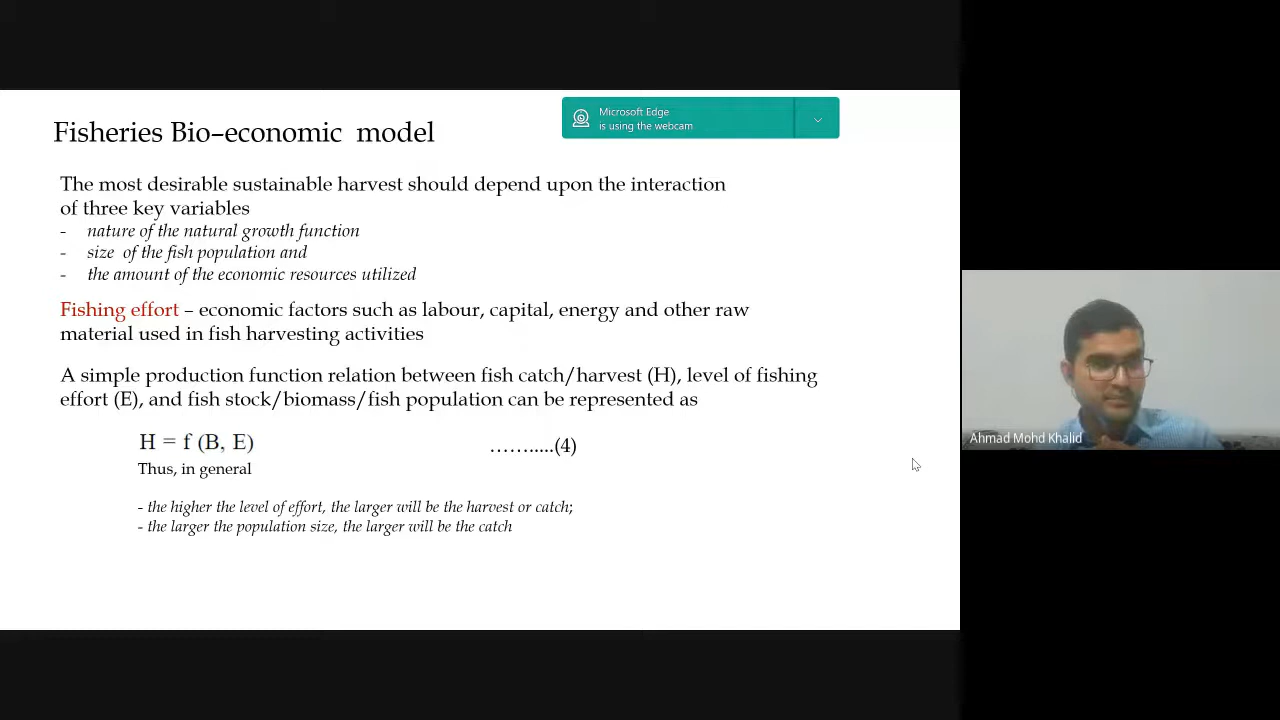 Microsoft Edge
is using the webcam
Fisheries Bio–economic model
The most desirable sustainable harvest should depend upon the interaction
of three key variables
- nature of the natural growth function
- size of the fish population and
- the amount of the economic resources utilized
Fishing effort – economic factors such as labour, capital, energy and other raw
material used in fish harvesting activities
A simple production function relation between fish catch/harvest (H), level of fishing
effort (E), and fish stock/biomass/fish population can be represented as
H = f (B, E) …….....(4)
Thus, in general
- the higher the level of effort, the larger will be the harvest or catch;
- the larger the population size, the larger will be the catch
Ahmad Mohd Khalid